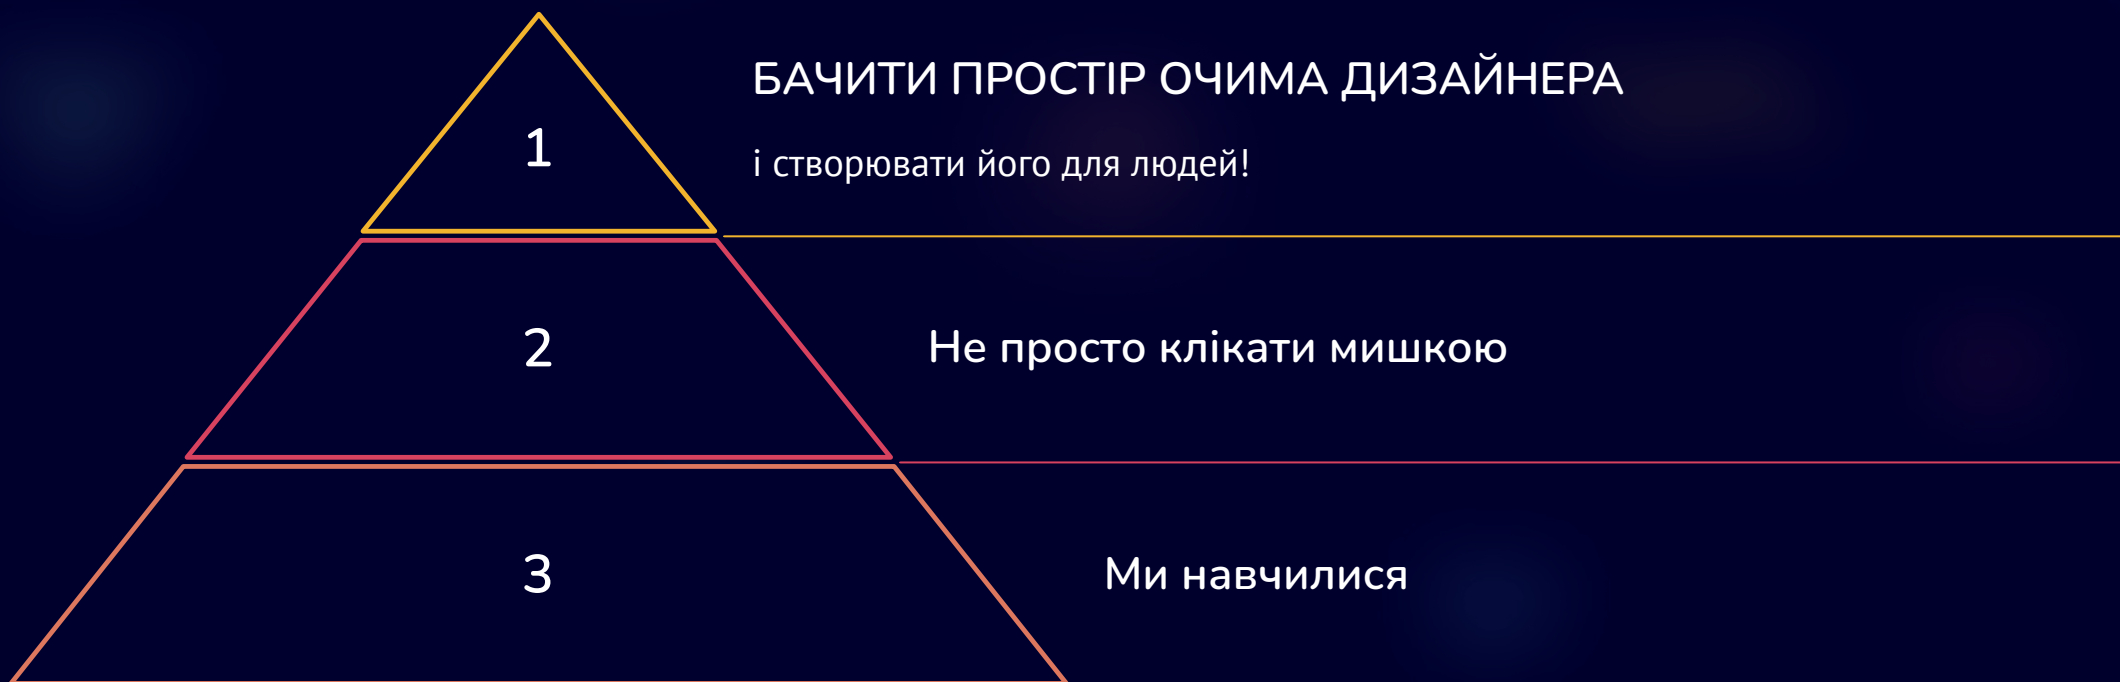 1
БАЧИТИ ПРОСТІР ОЧИМА ДИЗАЙНЕРА
і створювати його для людей!
2
Не просто клікати мишкою
3
Ми навчилися